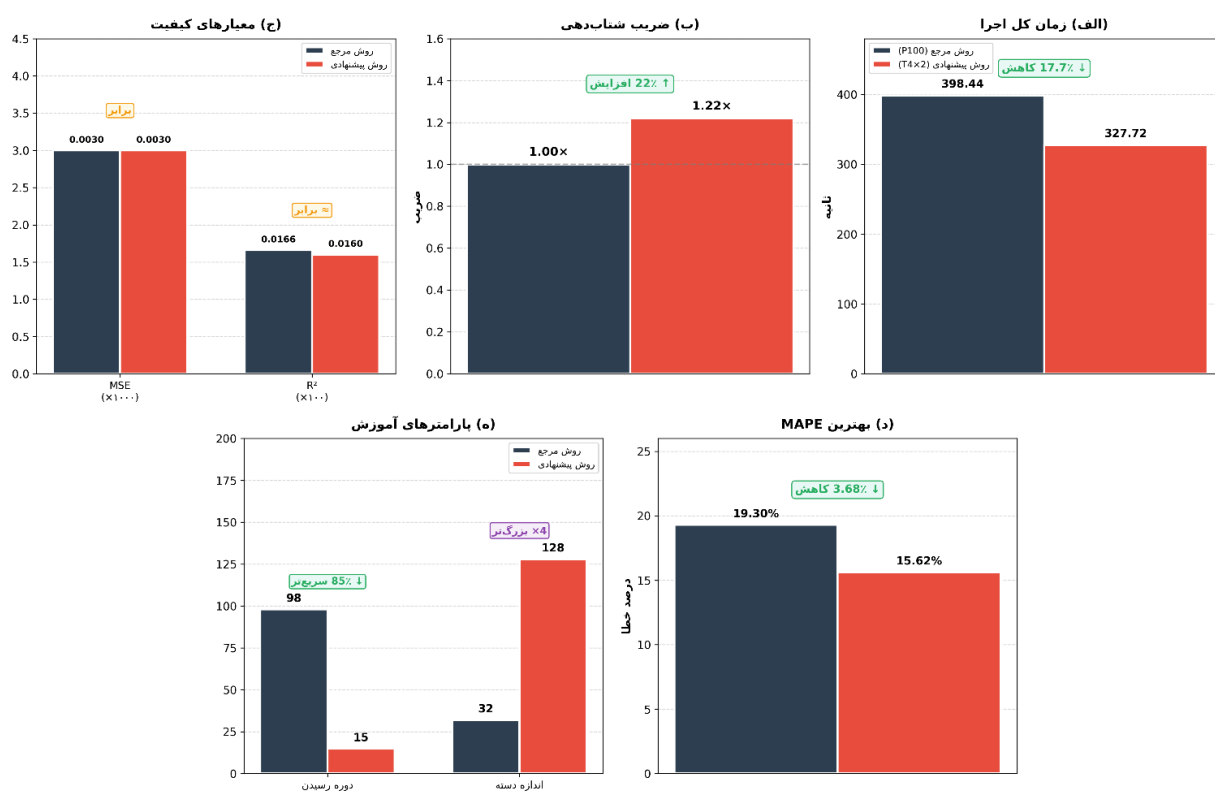 (الف) زمان کل اجرا
روش مرجع (P100)
روش پیشنهادی (T4×2)
↓ 17.7٪ کاهش
398.44
327.72
ثانیه
400
300
200
100
0
(ب) ضریب شتاب‌دهی
↑ 22٪ افزایش
1.00×
1.22×
ضریب
1.6
1.4
1.2
1.0
0.8
0.6
0.4
0.2
0.0
(ج) معیارهای کیفیت
روش مرجع
روش پیشنهادی
برابر
0.0030
0.0030
≈ برابر
0.0166
0.0160
4.5
4.0
3.5
3.0
2.5
2.0
1.5
1.0
0.5
0.0
MSE
(×۱۰۰۰)
R²
(×۱۰۰)
(د) بهترین MAPE
↓ 3.68٪ کاهش
19.30%
15.62%
درصد خطا
25
20
15
10
5
0
(ه) پارامترهای آموزش
روش مرجع
روش پیشنهادی
4× بزرگ‌تر
128
↓ 85٪ سریع‌تر
98
15
32
200
175
150
125
100
75
50
25
0
دوره رسیدن
اندازه دسته